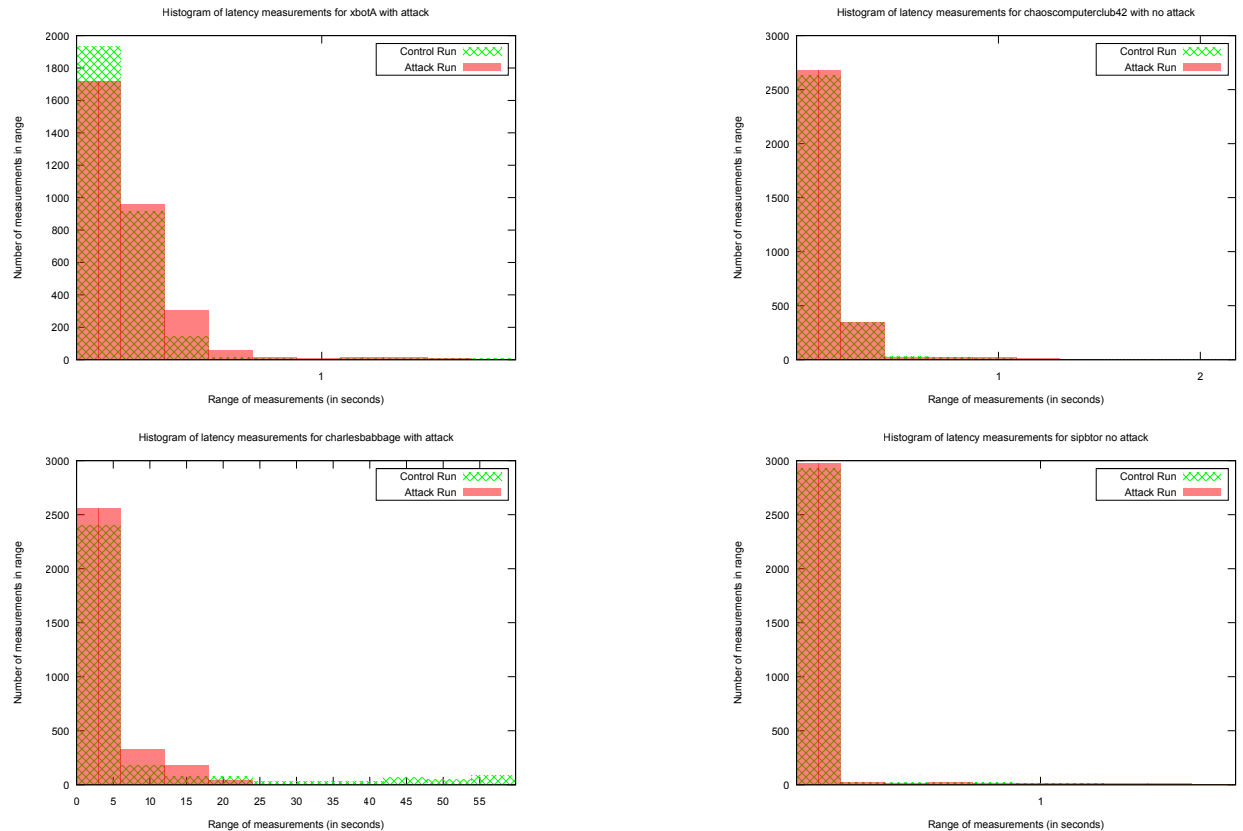 Histogram of latency measurements for xbotA with attack
2000
1800
1600
1400
1200
1000
800
600
400
200
0
Number of measurements in range
Control Run
Attack Run
1
Range of measurements (in seconds)
Histogram of latency measurements for chaoscomputerclub42 with no attack
3000
2500
2000
1500
1000
500
0
Number of measurements in range
Control Run
Attack Run
1 2
Range of measurements (in seconds)
Histogram of latency measurements for charlesbabbage with attack
3000
2500
2000
1500
1000
500
0
Number of measurements in range
Control Run
Attack Run
0 5 10 15 20 25 30 35 40 45 50 55
Range of measurements (in seconds)
Histogram of latency measurements for sipbtor no attack
3000
2500
2000
1500
1000
500
0
Number of measurements in range
Control Run
Attack Run
1
Range of measurements (in seconds)